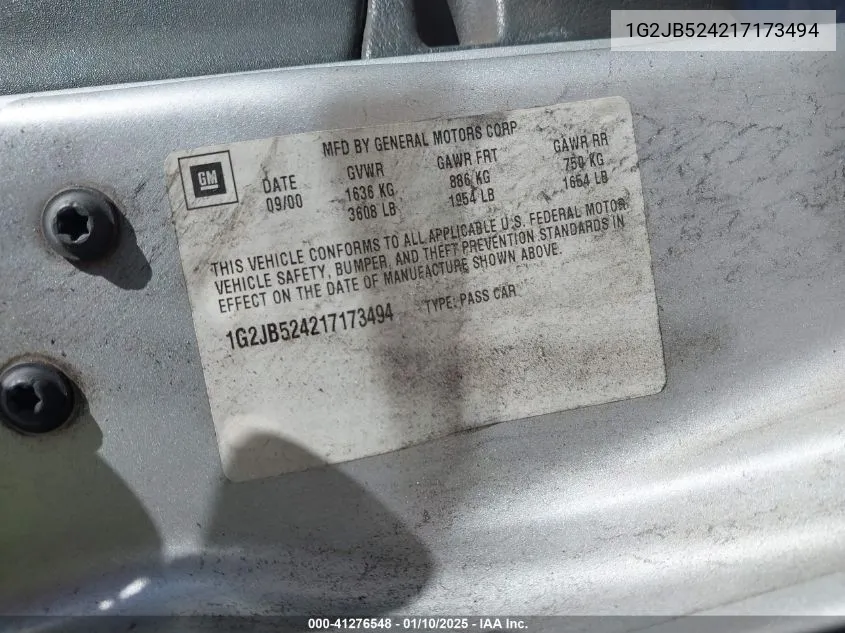 1G2JB524217173494
MFD BY GENERAL MOTORS CORP
GM
DATE GVWR GAWR FRT GAWR RR
09/00 1636 KG 886 KG 750 KG
3608 LB 1954 LB 1654 LB
THIS VEHICLE CONFORMS TO ALL APPLICABLE U.S. FEDERAL MOTOR
VEHICLE SAFETY, BUMPER, AND THEFT PREVENTION STANDARDS IN
EFFECT ON THE DATE OF MANUFACTURE SHOWN ABOVE.
1G2JB524217173494 TYPE: PASS CAR
000-41276548 - 01/10/2025 - IAA Inc.